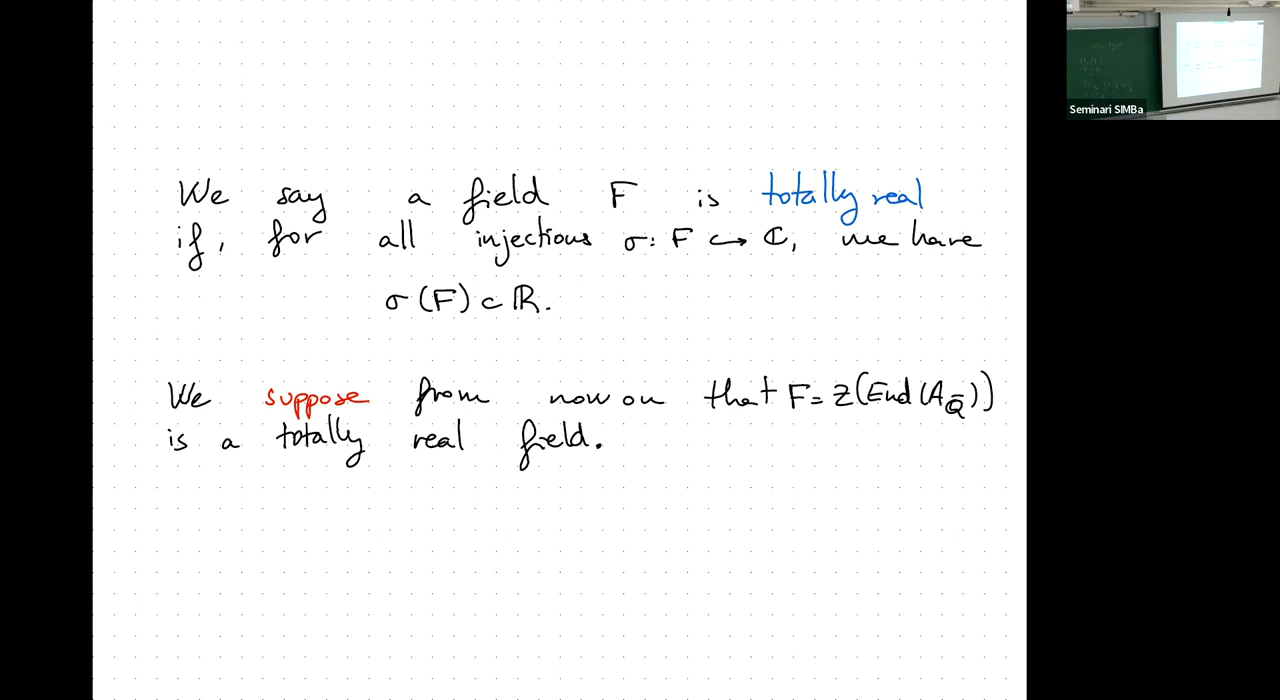 We say a field F is totally real
if, for all injections σ: F ↪ ℂ, we have
σ(F) ⊂ ℝ.
We suppose from now on that F = Z(End(A_Q̄))
is a totally real field.
Seminari SIMBa